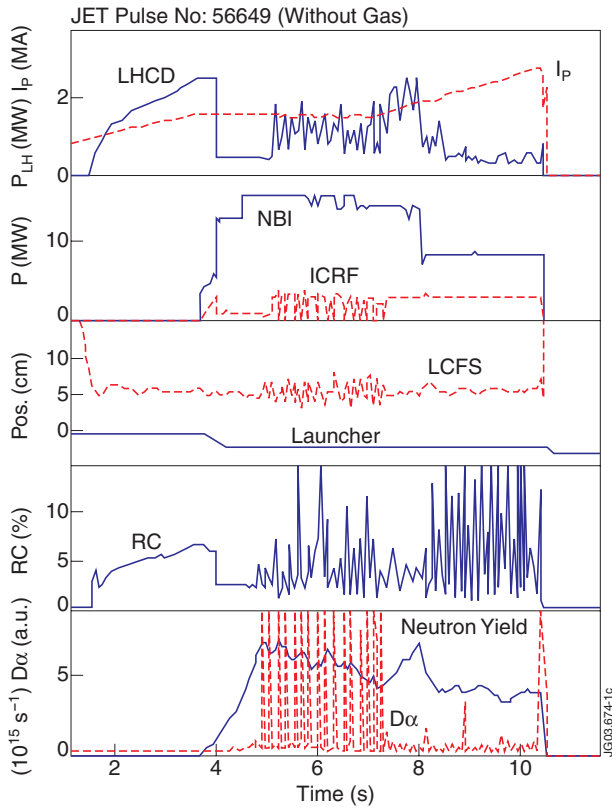 JET Pulse No: 56649 (Without Gas)
P_LH (MW) I_P (MA)
2
0
LHCD
I_P
P (MW)
10
0
NBI
ICRF
Pos. (cm)
10
5
0
LCFS
Launcher
RC (%)
10
5
0
RC
(10¹⁵ s⁻¹) Dα (a.u.)
5
0
Neutron Yield
Dα
2
4
6
8
10
Time (s)
JG03.674-1c